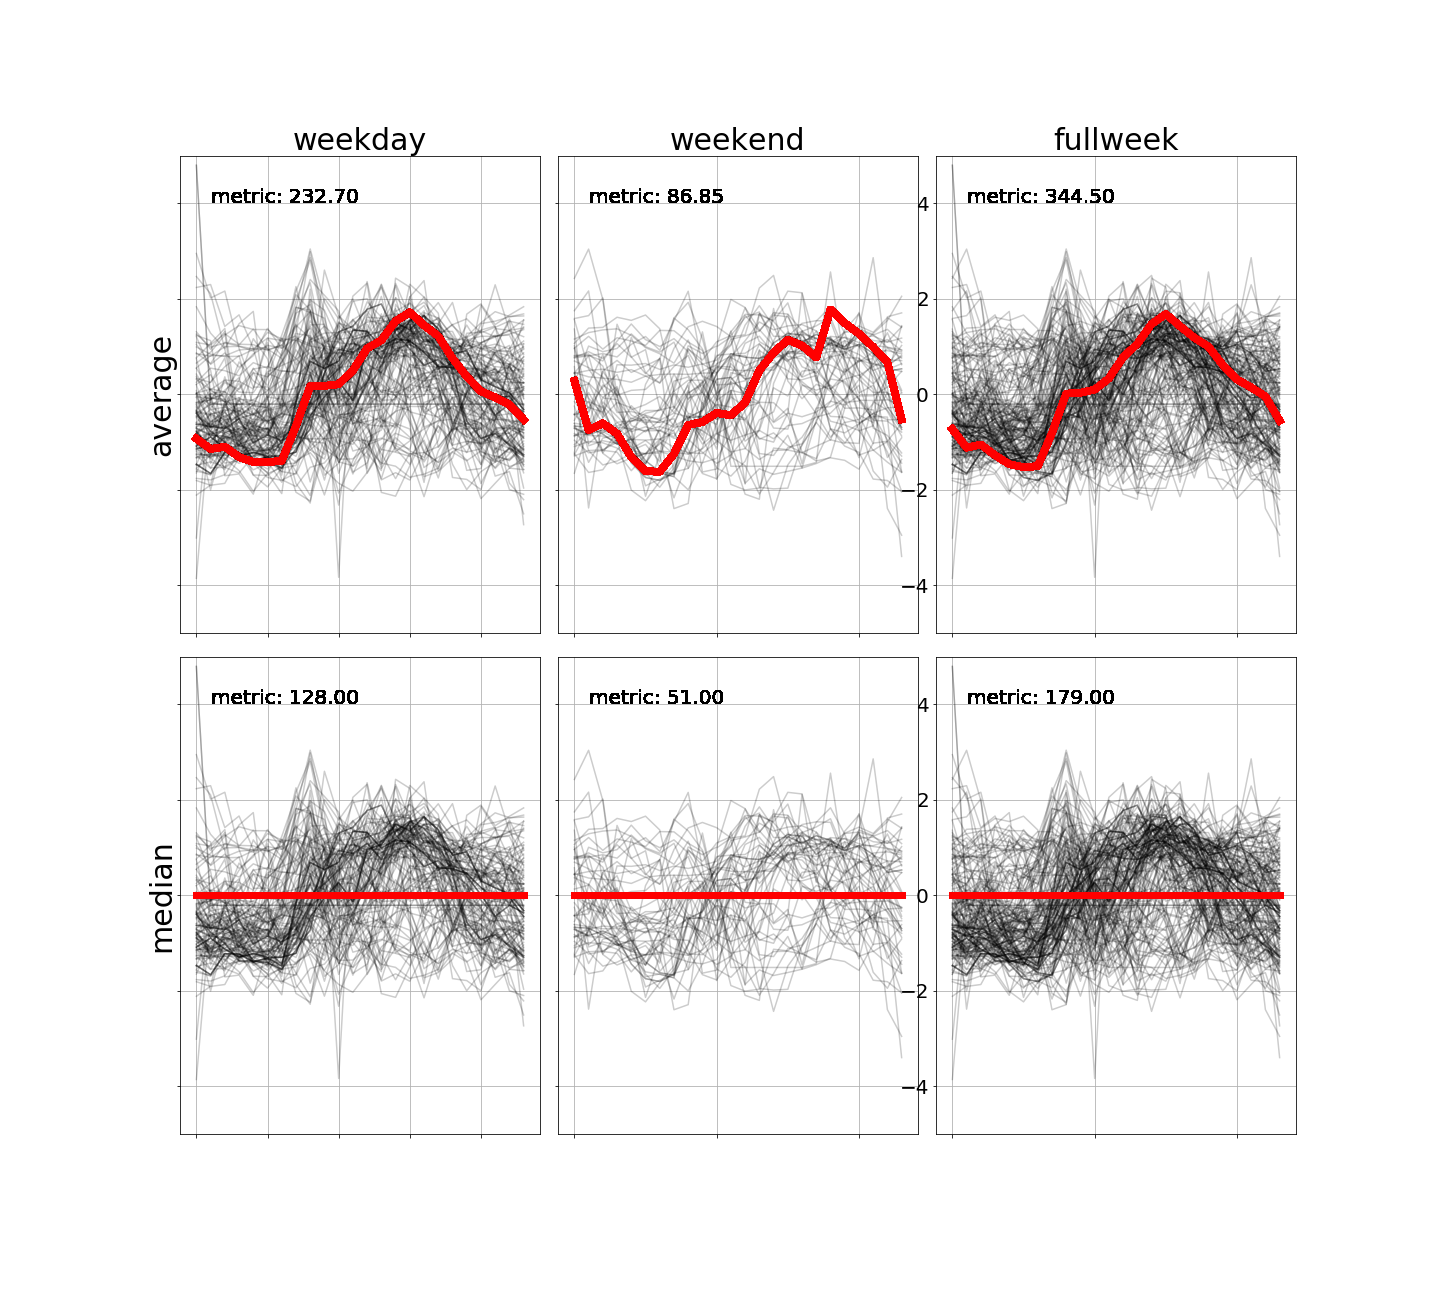 weekday weekend fullweek
average
metric: 232.70
metric: 86.85
metric: 344.50
4
2
0
−2
−4
median
metric: 128.00
metric: 51.00
metric: 179.00
4
2
0
−2
−4